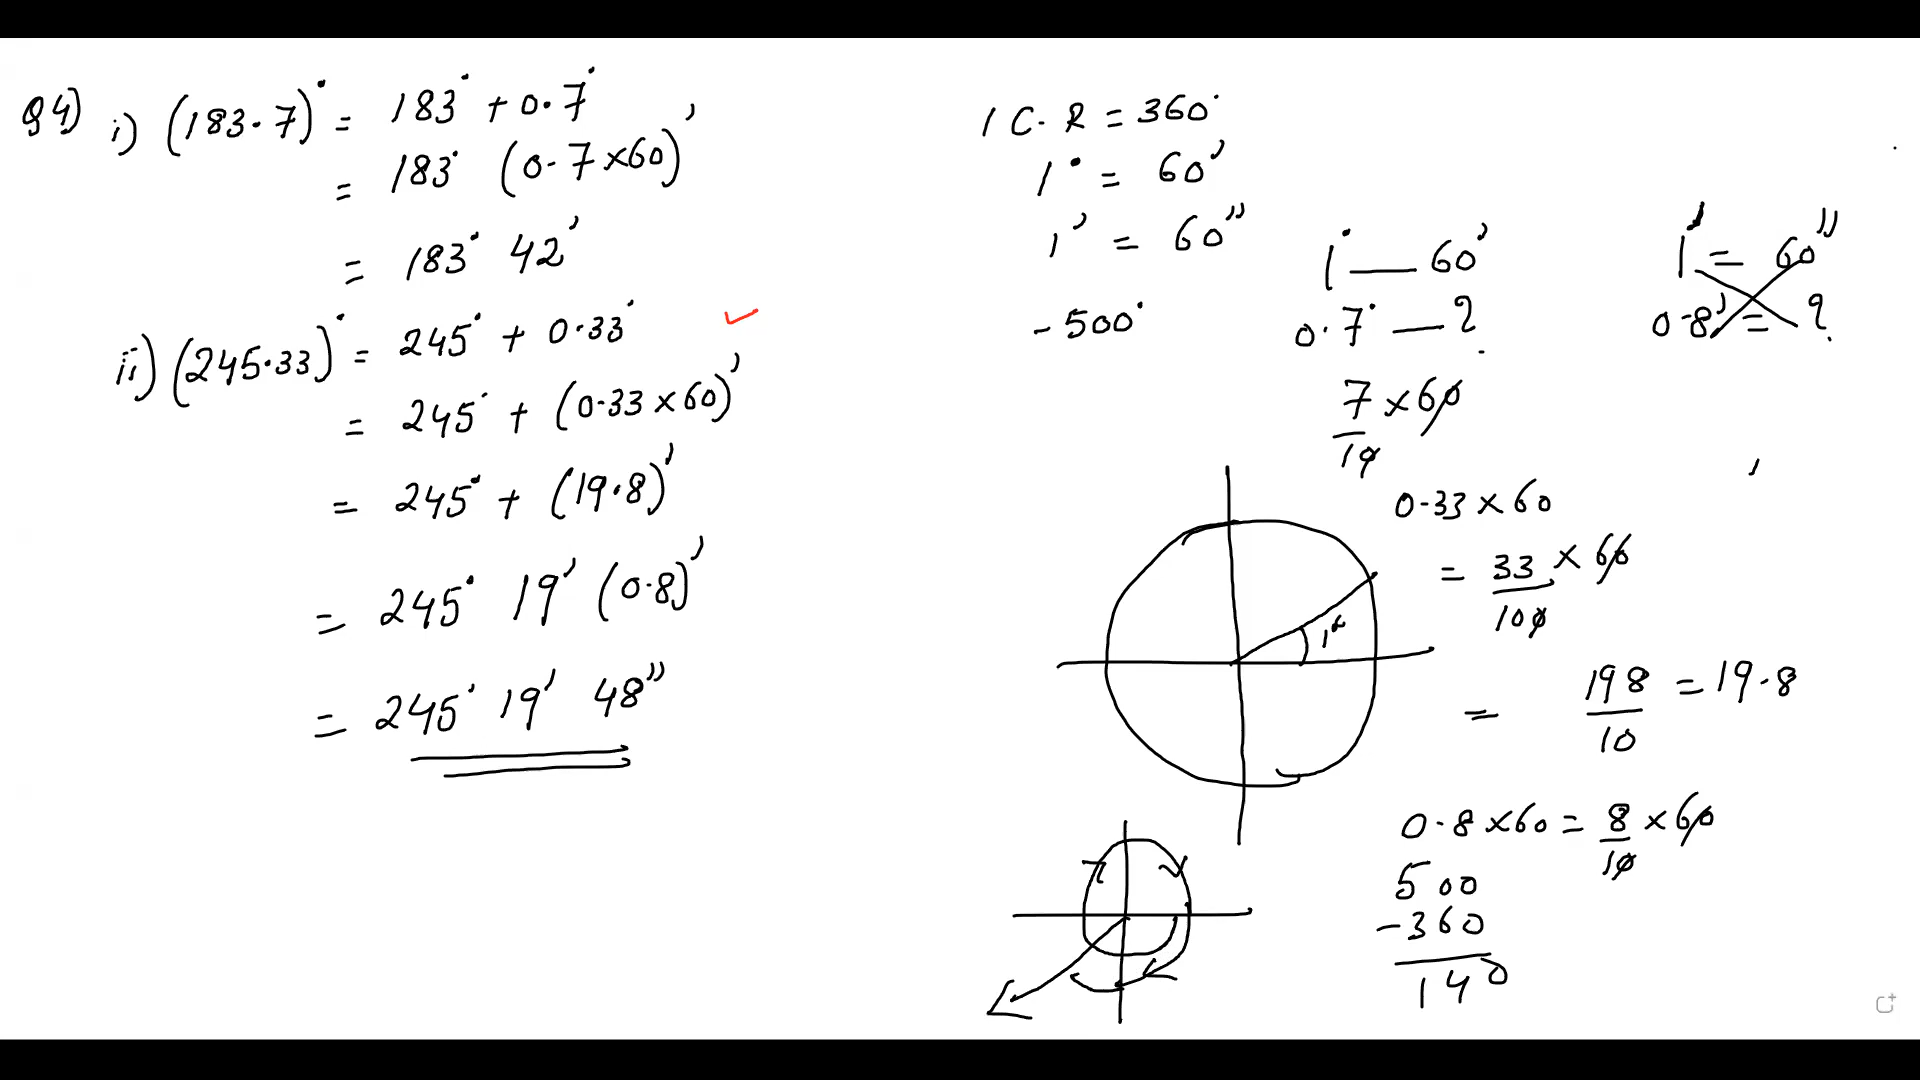 Q4) i) (183.7)° = 183° + 0.7°
= 183° (0.7×60)'
= 183° 42'
ii) (245.33)° = 245° + 0.33°
= 245° + (0.33×60)'
= 245° + (19.8)'
= 245° 19' (0.8)'
= 245° 19' 48"
1 C.R = 360°
1° = 60'
1' = 60"
-500°
1° — 60'
0.7° — ?
7/10 × 60
1' = 60"
0.8' = ?
0.33×60
= 33/100 × 60
= 198/10 = 19.8
0.8×60 = 8/10 × 60
500
-360
140